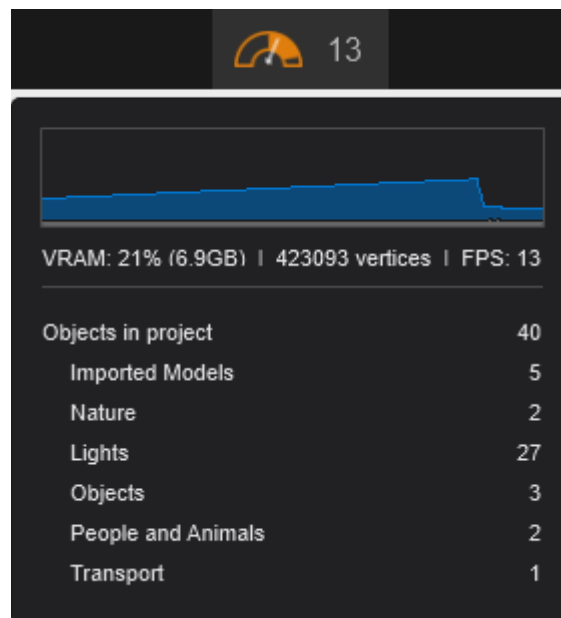 13
VRAM: 21% (6.9GB) | 423093 vertices | FPS: 13
Objects in project 40
Imported Models 5
Nature 2
Lights 27
Objects 3
People and Animals 2
Transport 1